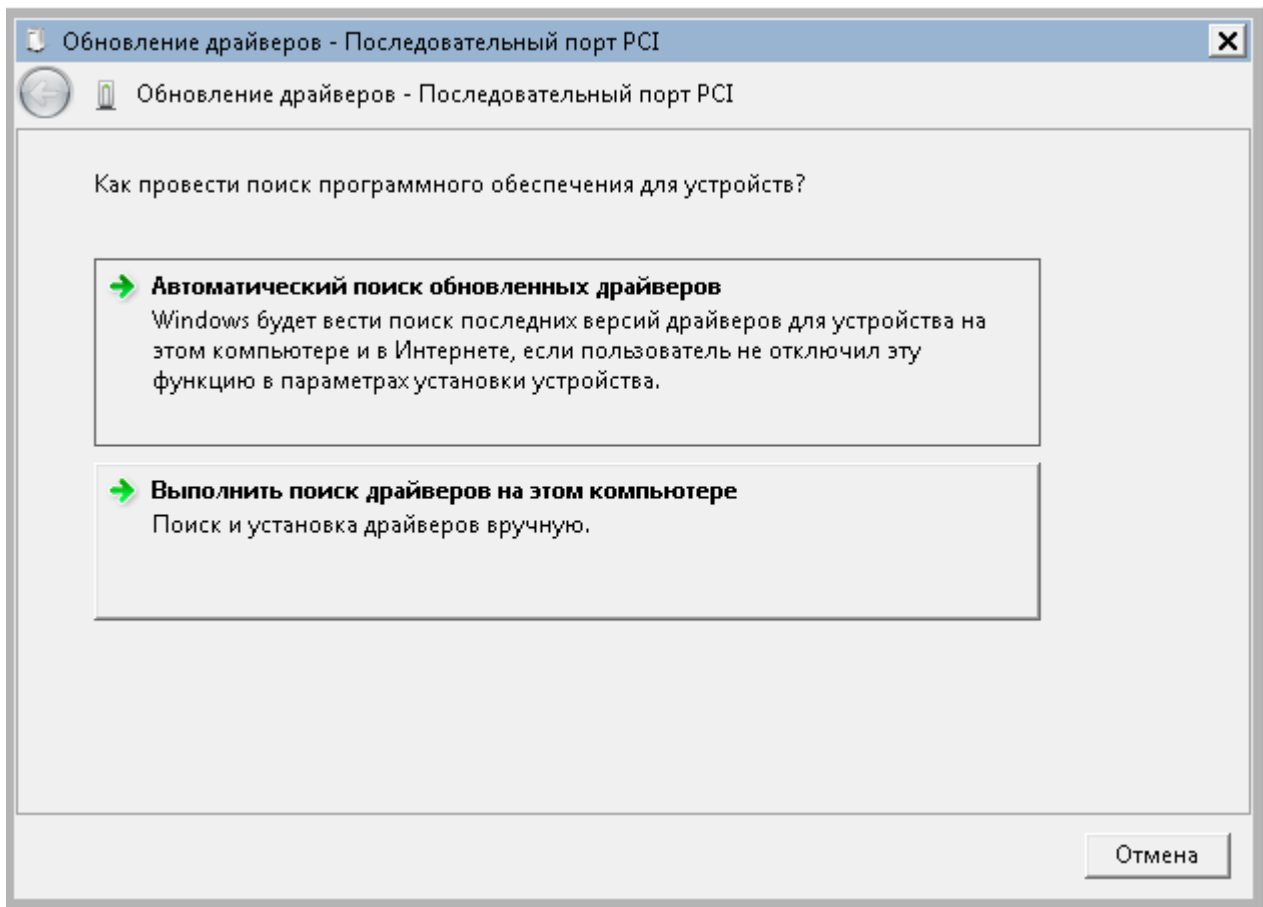 Обновление драйверов - Последовательный порт PCI
Обновление драйверов - Последовательный порт PCI
Как провести поиск программного обеспечения для устройств?
Автоматический поиск обновленных драйверов
Windows будет вести поиск последних версий драйверов для устройства на
этом компьютере и в Интернете, если пользователь не отключил эту
функцию в параметрах установки устройства.
Выполнить поиск драйверов на этом компьютере
Поиск и установка драйверов вручную.
Отмена